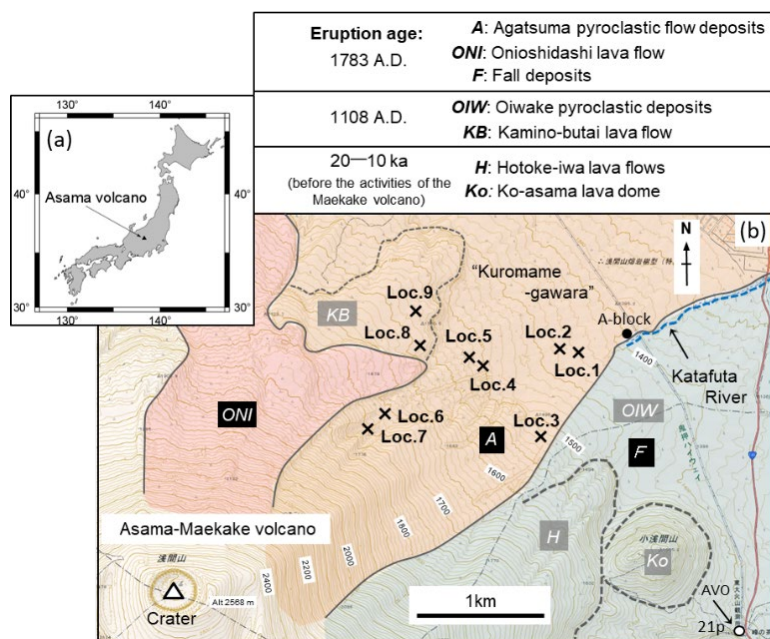 Eruption age:
1783 A.D.
A: Agatsuma pyroclastic flow deposits
ONI: Onioshidashi lava flow
F: Fall deposits
1108 A.D.
OIW: Oiwake pyroclastic deposits
KB: Kamino-butai lava flow
20—10 ka
(before the activities of the
Maekake volcano)
H: Hotoke-iwa lava flows
Ko: Ko-asama lava dome
130°
140°
(a)
Asama volcano
40°
40°
30°
30°
130°
140°
(b)
N
"Kuromame
-gawara"
KB
Loc.9
Loc.8
Loc.5
Loc.4
Loc.2
Loc.1
A-block
1400
Katafuta
River
ONI
Loc.6
Loc.7
A
Loc.3
OIW
F
1500
1600
1700
1800
2000
2200
2400
Asama-Maekake volcano
浅間山
Alt 2568 m
Crater
H
小浅間山
Ko
1km
AVO
21p